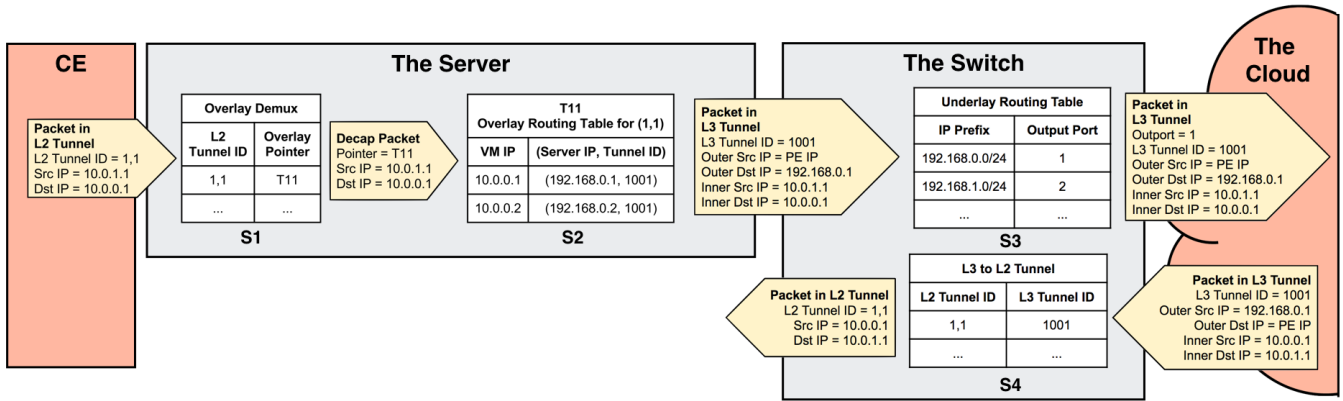 CE
Packet in
L2 Tunnel
L2 Tunnel ID = 1,1
Src IP = 10.0.1.1
Dst IP = 10.0.0.1
The Server
Overlay Demux
L2 Tunnel ID
Overlay Pointer
1,1
T11
...
...
S1
Decap Packet
Pointer = T11
Src IP = 10.0.1.1
Dst IP = 10.0.0.1
T11
Overlay Routing Table for (1,1)
VM IP
(Server IP, Tunnel ID)
10.0.0.1
(192.168.0.1, 1001)
10.0.0.2
(192.168.0.2, 1001)
S2
Packet in
L3 Tunnel
L3 Tunnel ID = 1001
Outer Src IP = PE IP
Outer Dst IP = 192.168.0.1
Inner Src IP = 10.0.1.1
Inner Dst IP = 10.0.0.1
The Switch
Underlay Routing Table
IP Prefix
Output Port
192.168.0.0/24
1
192.168.1.0/24
2
...
...
S3
Packet in
L3 Tunnel
Outport = 1
L3 Tunnel ID = 1001
Outer Src IP = PE IP
Outer Dst IP = 192.168.0.1
Inner Src IP = 10.0.1.1
Inner Dst IP = 10.0.0.1
The
Cloud
Packet in L3 Tunnel
L3 Tunnel ID = 1001
Outer Src IP = 192.168.0.1
Outer Dst IP = PE IP
Inner Src IP = 10.0.0.1
Inner Dst IP = 10.0.1.1
L3 to L2 Tunnel
L2 Tunnel ID
L3 Tunnel ID
1,1
1001
...
...
S4
Packet in L2 Tunnel
L2 Tunnel ID = 1,1
Src IP = 10.0.0.1
Dst IP = 10.0.1.1